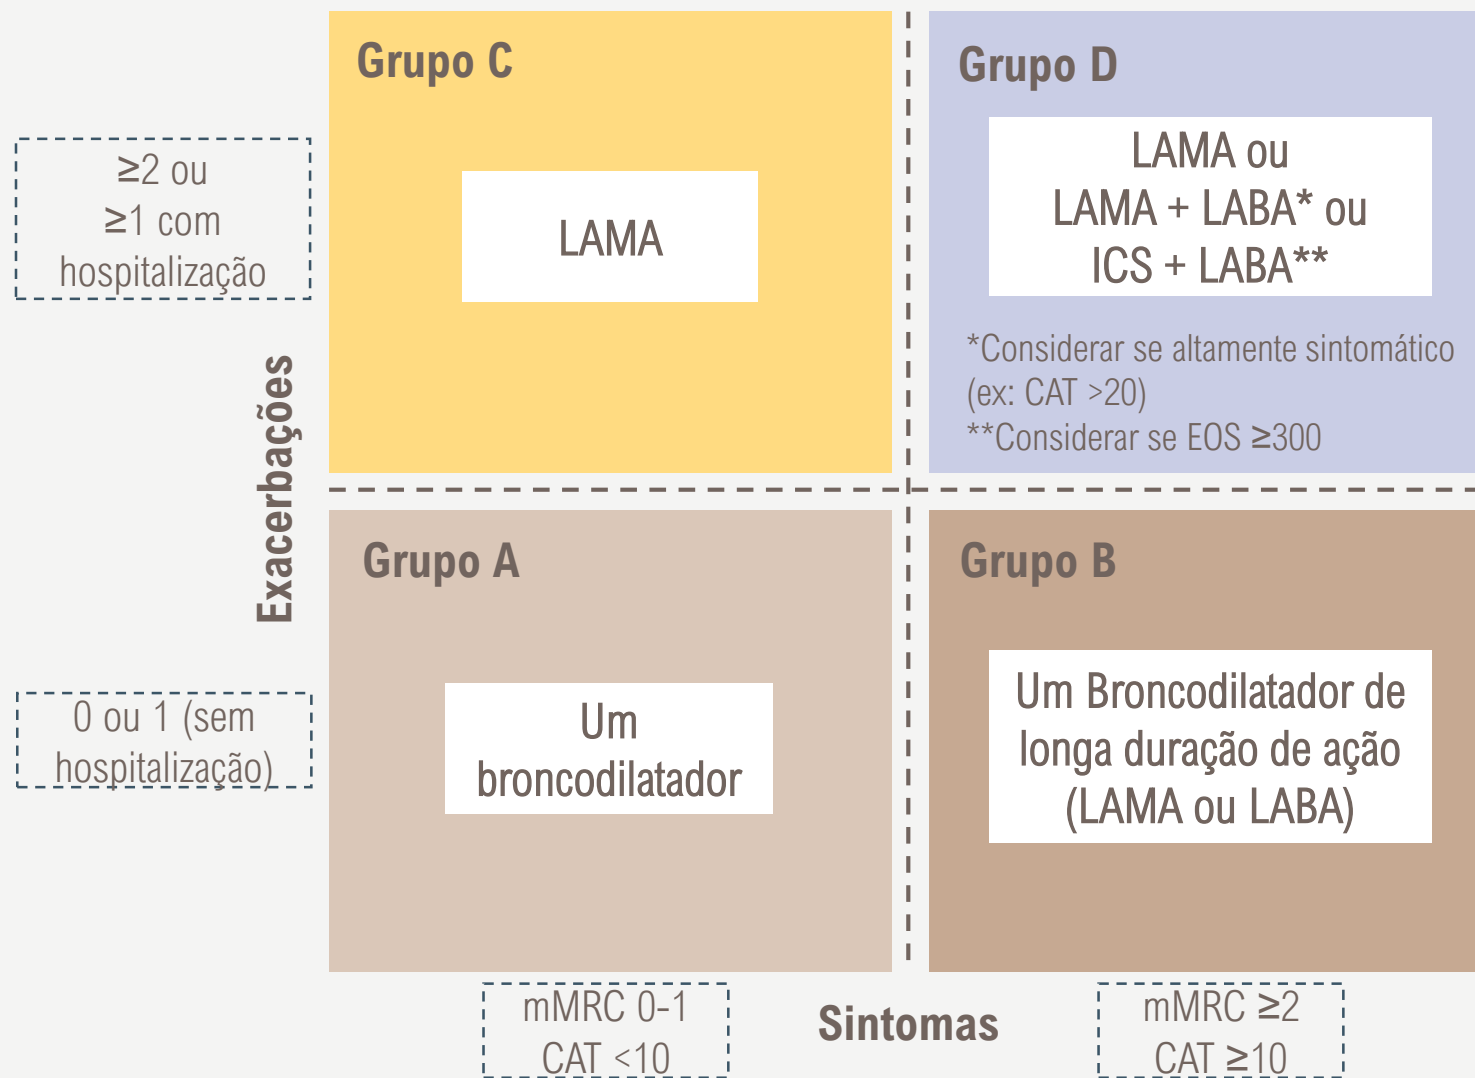 Grupo C
LAMA
Grupo D
LAMA ou
LAMA + LABA* ou
ICS + LABA**
*Considerar se altamente sintomático
(ex: CAT >20)
**Considerar se EOS ≥300
≥2 ou
≥1 com
hospitalização
Exacerbações
0 ou 1 (sem
hospitalização)
Grupo A
Um
broncodilatador
Grupo B
Um Broncodilatador de
longa duração de ação
(LAMA ou LABA)
mMRC 0-1
CAT <10
Sintomas
mMRC ≥2
CAT ≥10